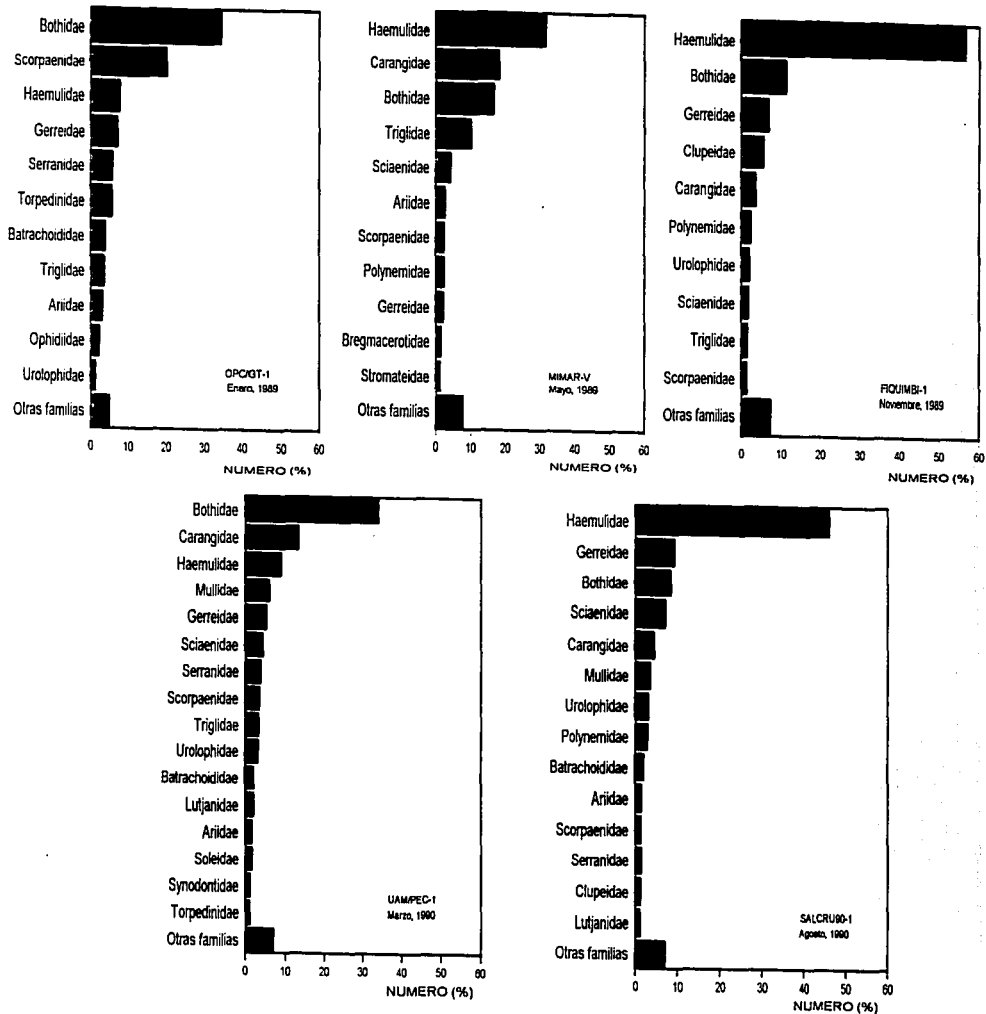 Bothidae
Scorpaenidae
Haemulidae
Gerreidae
Serranidae
Torpedinidae
Batrachoididae
Triglidae
Ariidae
Ophidiidae
Urolophidae
Otras familias
OPC/GT-1
Enero, 1989
0 10 20 30 40 50 60
NUMERO (%)
Haemulidae
Carangidae
Bothidae
Triglidae
Sciaenidae
Ariidae
Scorpaenidae
Polynemidae
Gerreidae
Bregmacerotidae
Stromateidae
Otras familias
MIMAR-V
Mayo, 1989
0 10 20 30 40 50 60
NUMERO (%)
Haemulidae
Bothidae
Gerreidae
Clupeidae
Carangidae
Polynemidae
Urolophidae
Sciaenidae
Triglidae
Scorpaenidae
Otras familias
FIQUIMBI-1
Novembre, 1989
0 10 20 30 40 50 60
NUMERO (%)
Bothidae
Carangidae
Haemulidae
Mullidae
Gerreidae
Sciaenidae
Serranidae
Scorpaenidae
Triglidae
Urolophidae
Batrachoididae
Lutjanidae
Ariidae
Soleidae
Synodontidae
Torpedinidae
Otras familias
UAM/PEC-1
Marzo, 1990
0 10 20 30 40 50 60
NUMERO (%)
Haemulidae
Gerreidae
Bothidae
Sciaenidae
Carangidae
Mullidae
Urolophidae
Polynemidae
Batrachoididae
Ariidae
Scorpaenidae
Serranidae
Clupeidae
Lutjanidae
Otras familias
SALCRU90-1
Agosto, 1990
0 10 20 30 40 50 60
NUMERO (%)